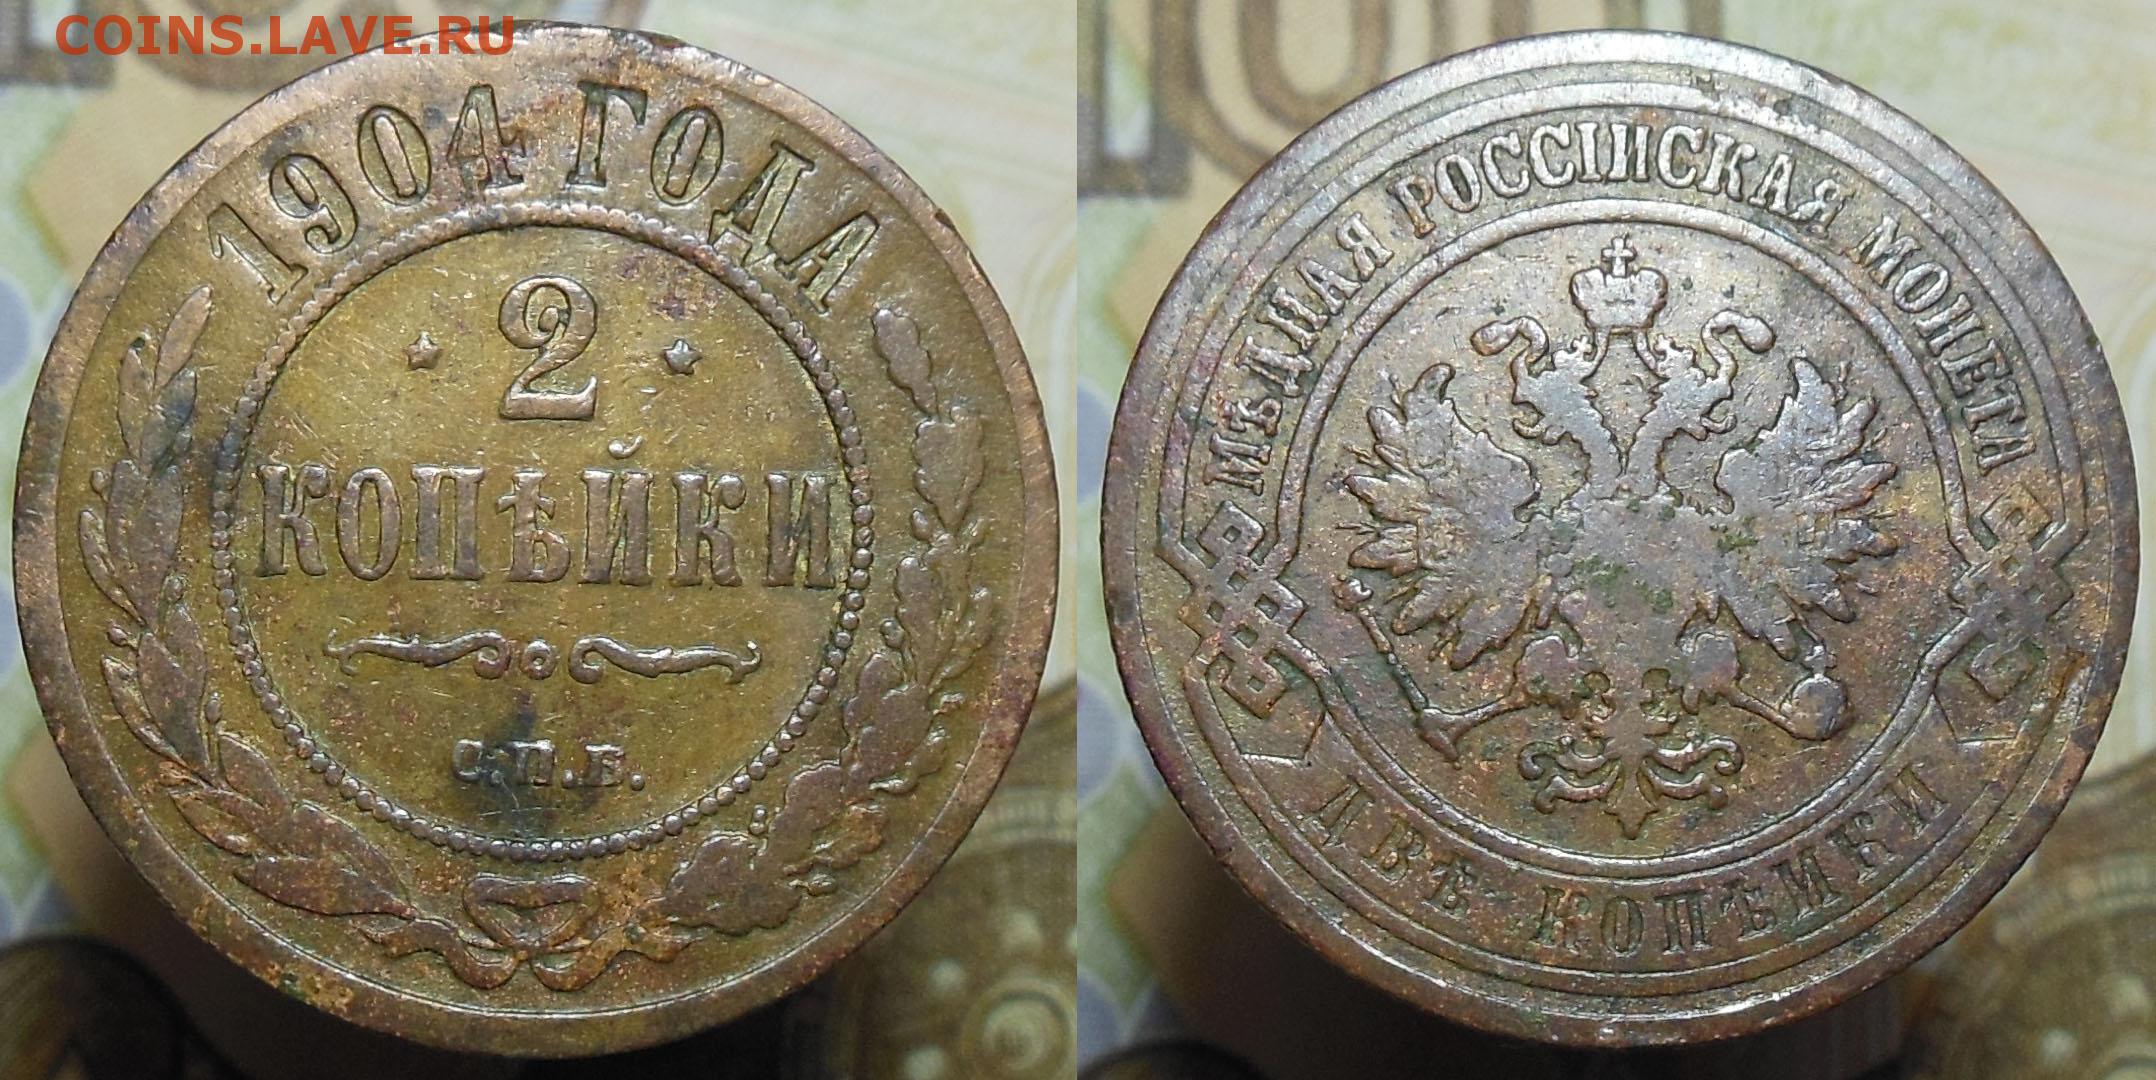 COINS.LAVE.RU
1904 ГОДА
2
КОПѢЙКИ
С.П.Б.
МѢДНАЯ РОССІЙСКАЯ МОНЕТА
ДВѢ КОПѢЙКИ